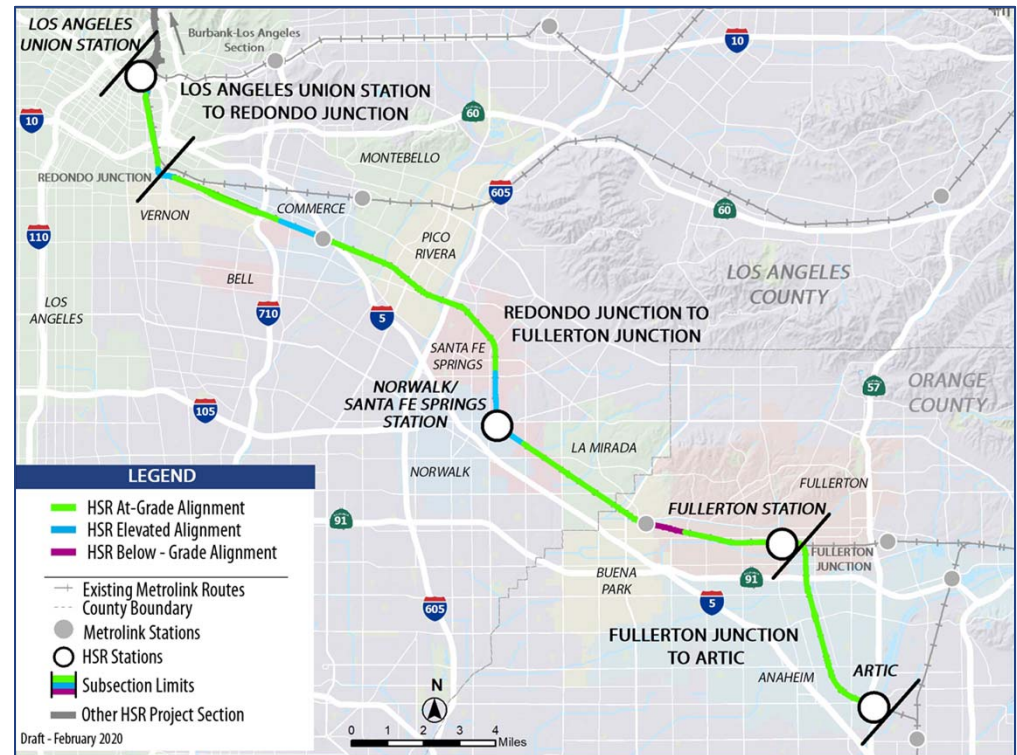 LOS ANGELES
UNION STATION
Burbank-Los Angeles
Section
10
LOS ANGELES UNION STATION
TO REDONDO JUNCTION
60
10
MONTEBELLO
REDONDO JUNCTION
605
VERNON
COMMERCE
60
110
PICO
RIVERA
BELL
LOS ANGELES
COUNTY
LOS
ANGELES
710
5
REDONDO JUNCTION TO
FULLERTON JUNCTION
SANTA FE
SPRINGS
57
ORANGE
COUNTY
NORWALK/
SANTA FE SPRINGS
STATION
105
LA MIRADA
NORWALK
FULLERTON
FULLERTON STATION
91
FULLERTON
JUNCTION
BUENA
PARK
91
605
5
FULLERTON JUNCTION
TO ARTIC
ANAHEIM
ARTIC
LEGEND
HSR At-Grade Alignment
HSR Elevated Alignment
HSR Below - Grade Alignment
Existing Metrolink Routes
County Boundary
Metrolink Stations
HSR Stations
Subsection Limits
Other HSR Project Section
Draft - February 2020
N
0 1 2 3 4
Miles